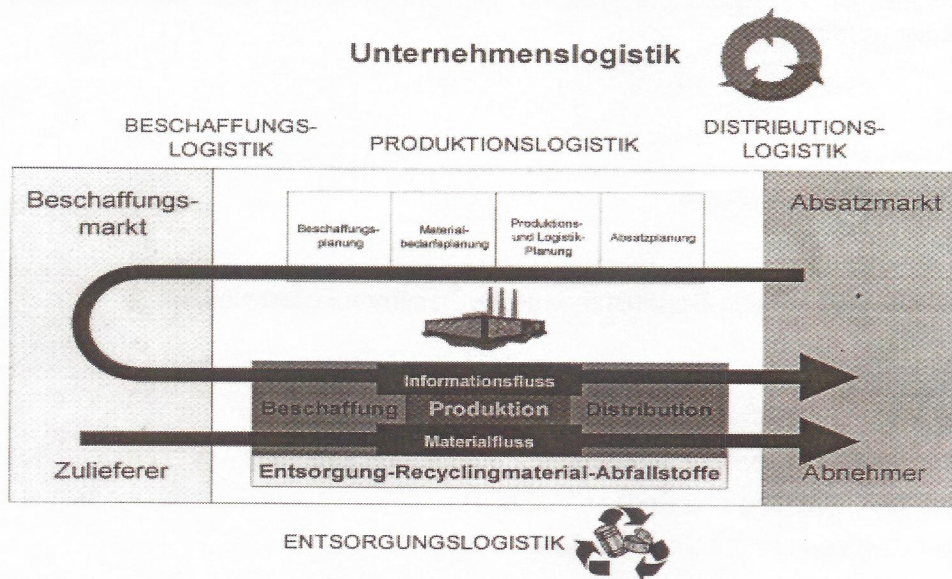 Unternehmenslogistik
BESCHAFFUNGS-
LOGISTIK
PRODUKTIONSLOGISTIK
DISTRIBUTIONS-
LOGISTIK
Beschaffungs-
markt
Beschaffungs-
planung
Material-
bedarfsplanung
Produktions-
und Logistik-
Planung
Absatzplanung
Absatzmarkt
Informationsfluss
Beschaffung
Produktion
Distribution
Materialfluss
Zulieferer
Entsorgung-Recyclingmaterial-Abfallstoffe
Abnehmer
ENTSORGUNGSLOGISTIK